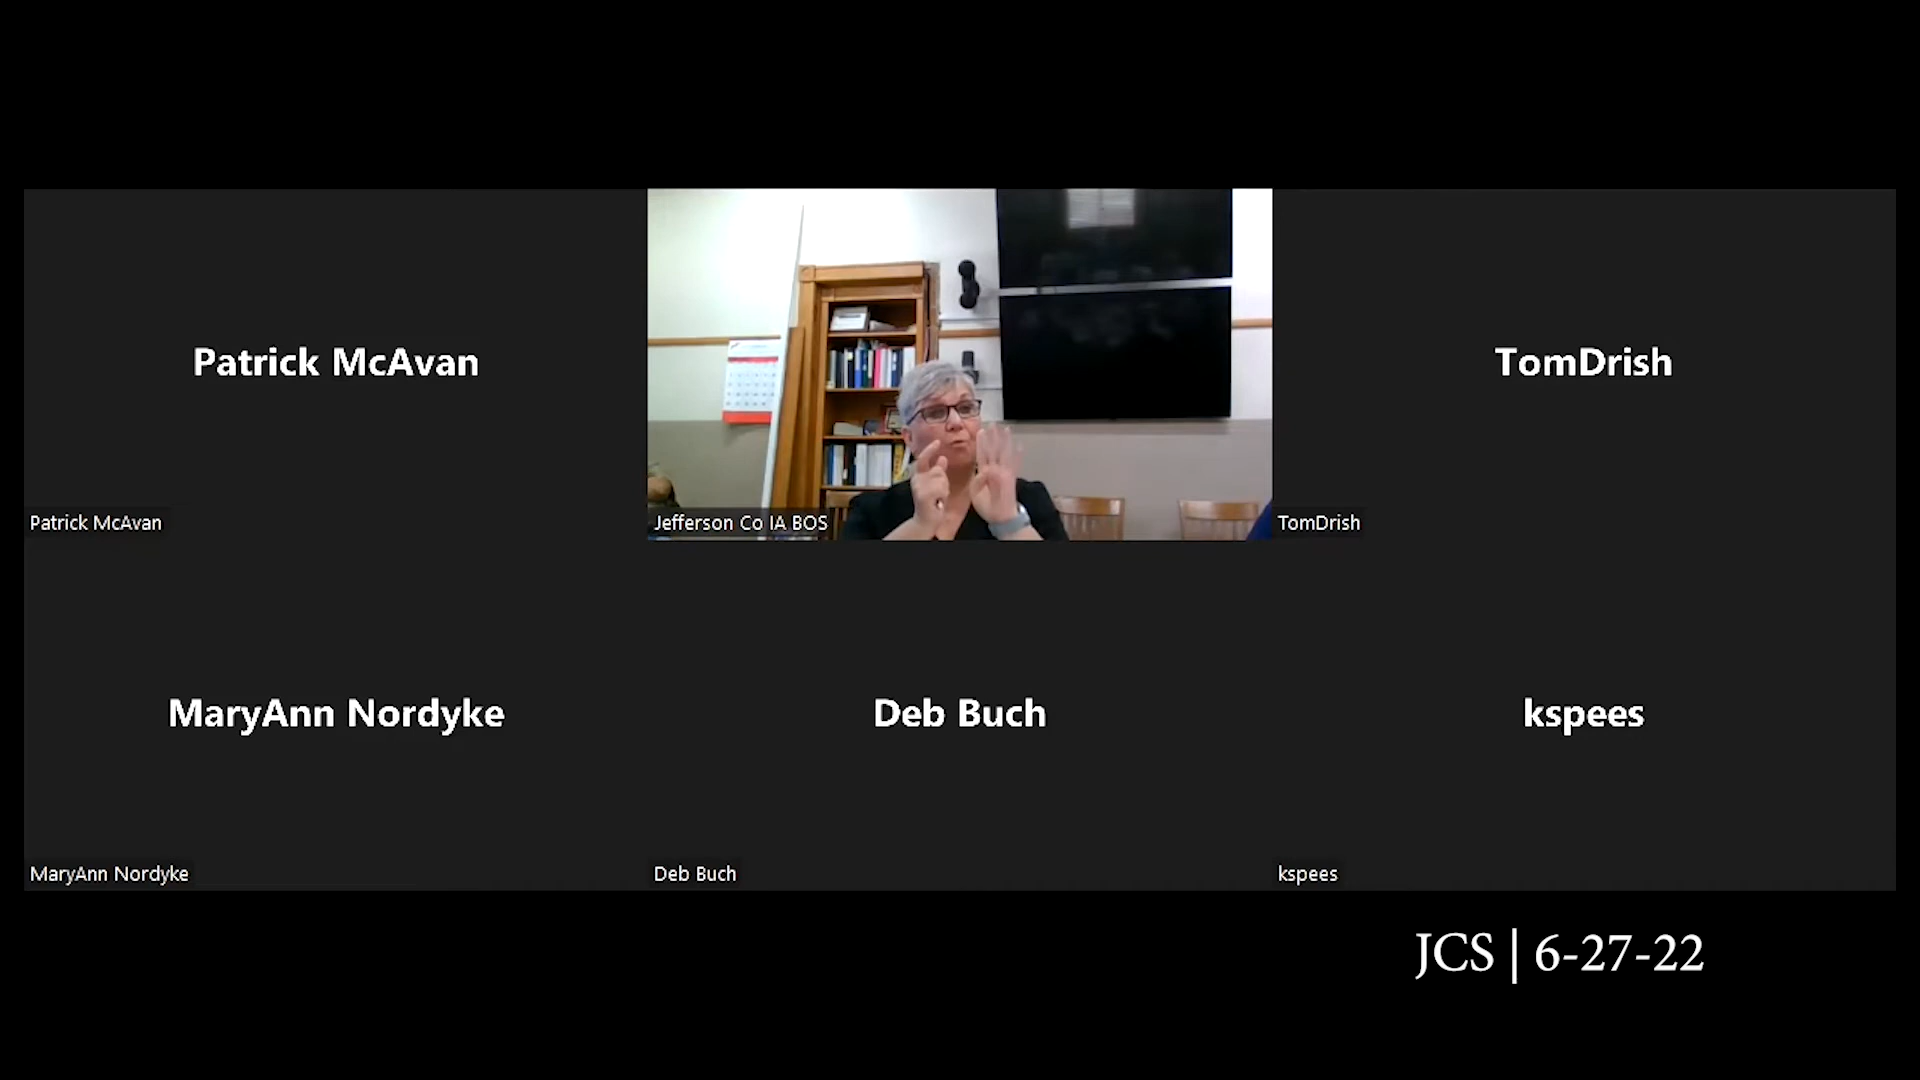 Patrick McAvan
TomDrish
Patrick McAvan
Jefferson Co IA BOS
TomDrish
MaryAnn Nordyke
Deb Buch
kspees
MaryAnn Nordyke
Deb Buch
kspees
JCS | 6-27-22